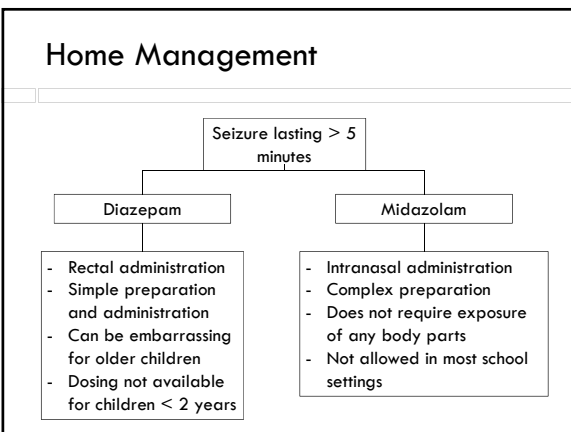 Home Management
Seizure lasting > 5
minutes
Diazepam
Midazolam
- Rectal administration
- Simple preparation
and administration
- Can be embarrassing
for older children
- Dosing not available
for children < 2 years
- Intranasal administration
- Complex preparation
- Does not require exposure
of any body parts
- Not allowed in most school
settings